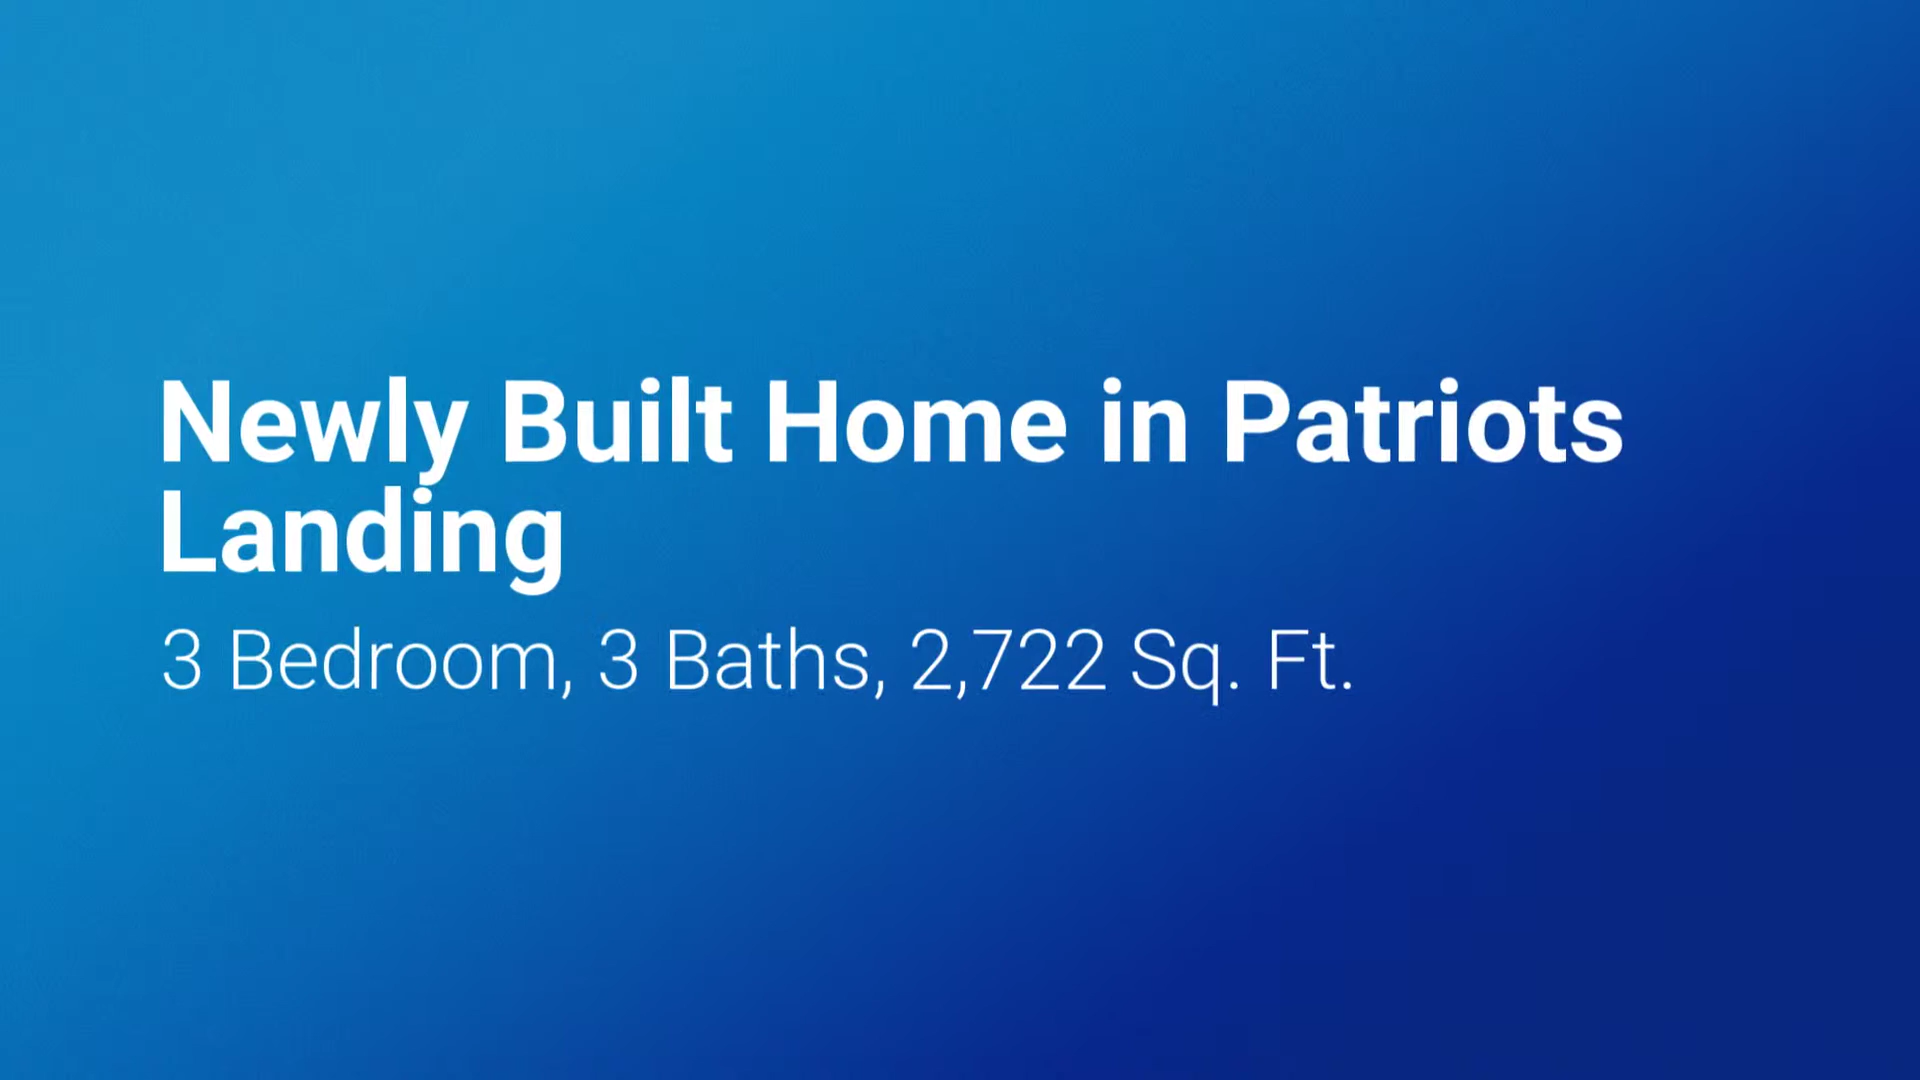 Newly Built Home in Patriots
Landing
3 Bedroom, 3 Baths, 2,722 Sq. Ft.